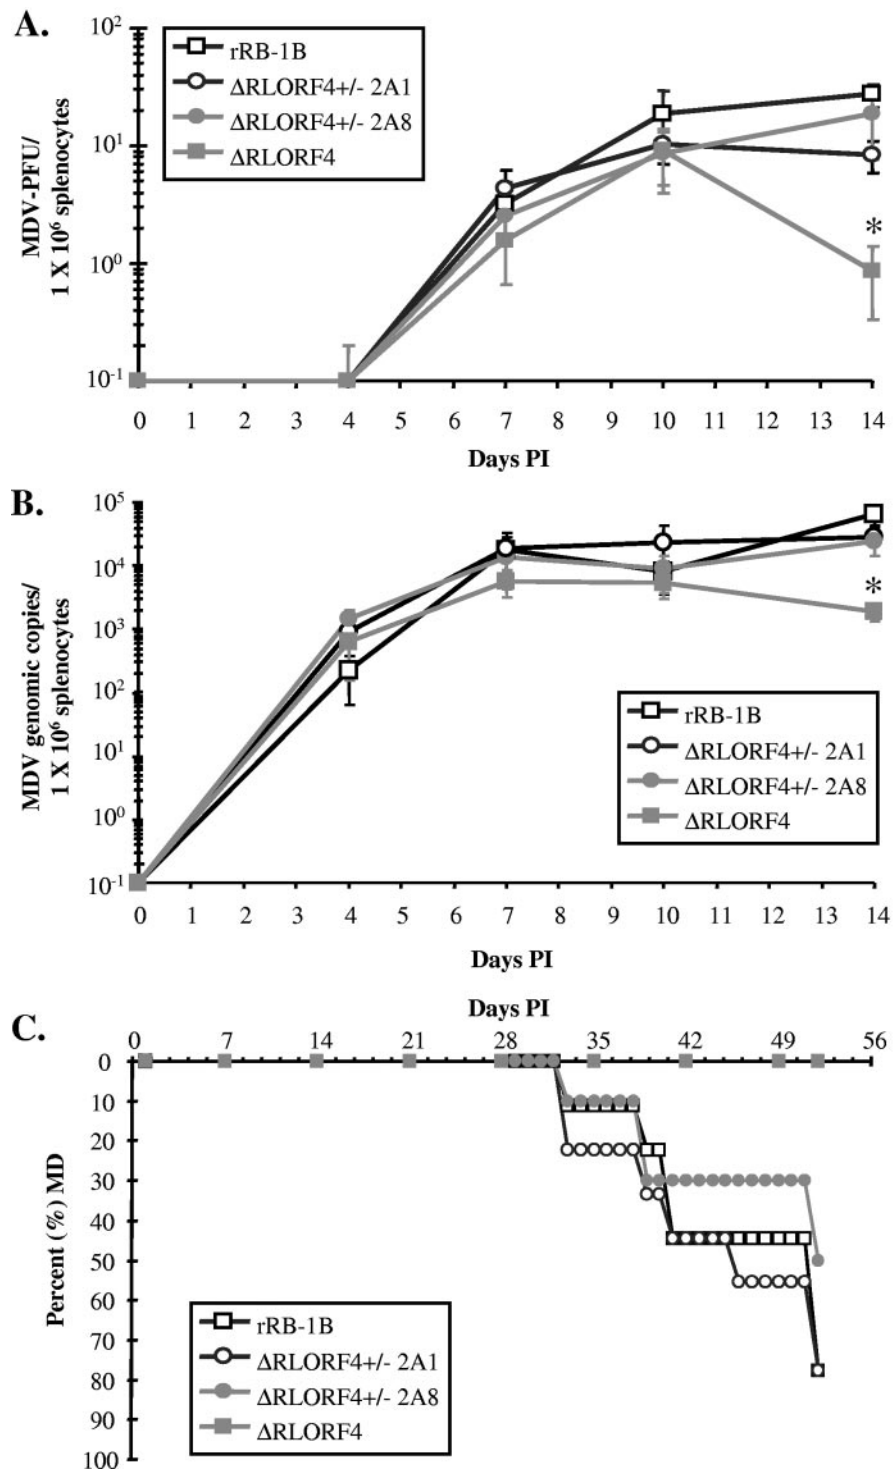 A.
MDV-PFU/
1 X 10⁶ splenocytes
10²
10¹
10⁰
10⁻¹
rRB-1B
ΔRLORF4+/- 2A1
ΔRLORF4+/- 2A8
ΔRLORF4
*
0 1 2 3 4 5 6 7 8 9 10 11 12 13 14
Days PI
B.
MDV genomic copies/
1 X 10⁶ splenocytes
10⁵
10⁴
10³
10²
10¹
10⁰
10⁻¹
*
rRB-1B
ΔRLORF4+/- 2A1
ΔRLORF4+/- 2A8
ΔRLORF4
0 1 2 3 4 5 6 7 8 9 10 11 12 13 14
Days PI
C.
Days PI
0 7 14 21 28 35 42 49 56
Percent (%) MD
0
10
20
30
40
50
60
70
80
90
100
rRB-1B
ΔRLORF4+/- 2A1
ΔRLORF4+/- 2A8
ΔRLORF4